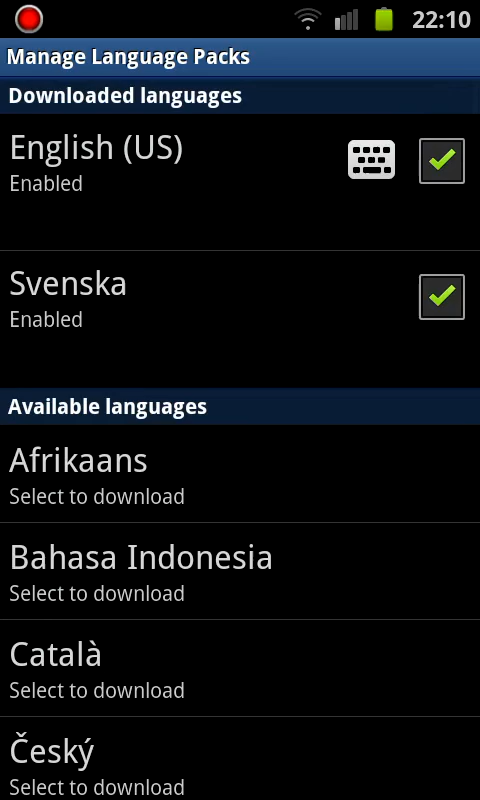 22:10
Manage Language Packs
Downloaded languages
English (US)
Enabled
Svenska
Enabled
Available languages
Afrikaans
Select to download
Bahasa Indonesia
Select to download
Català
Select to download
Český
Select to download